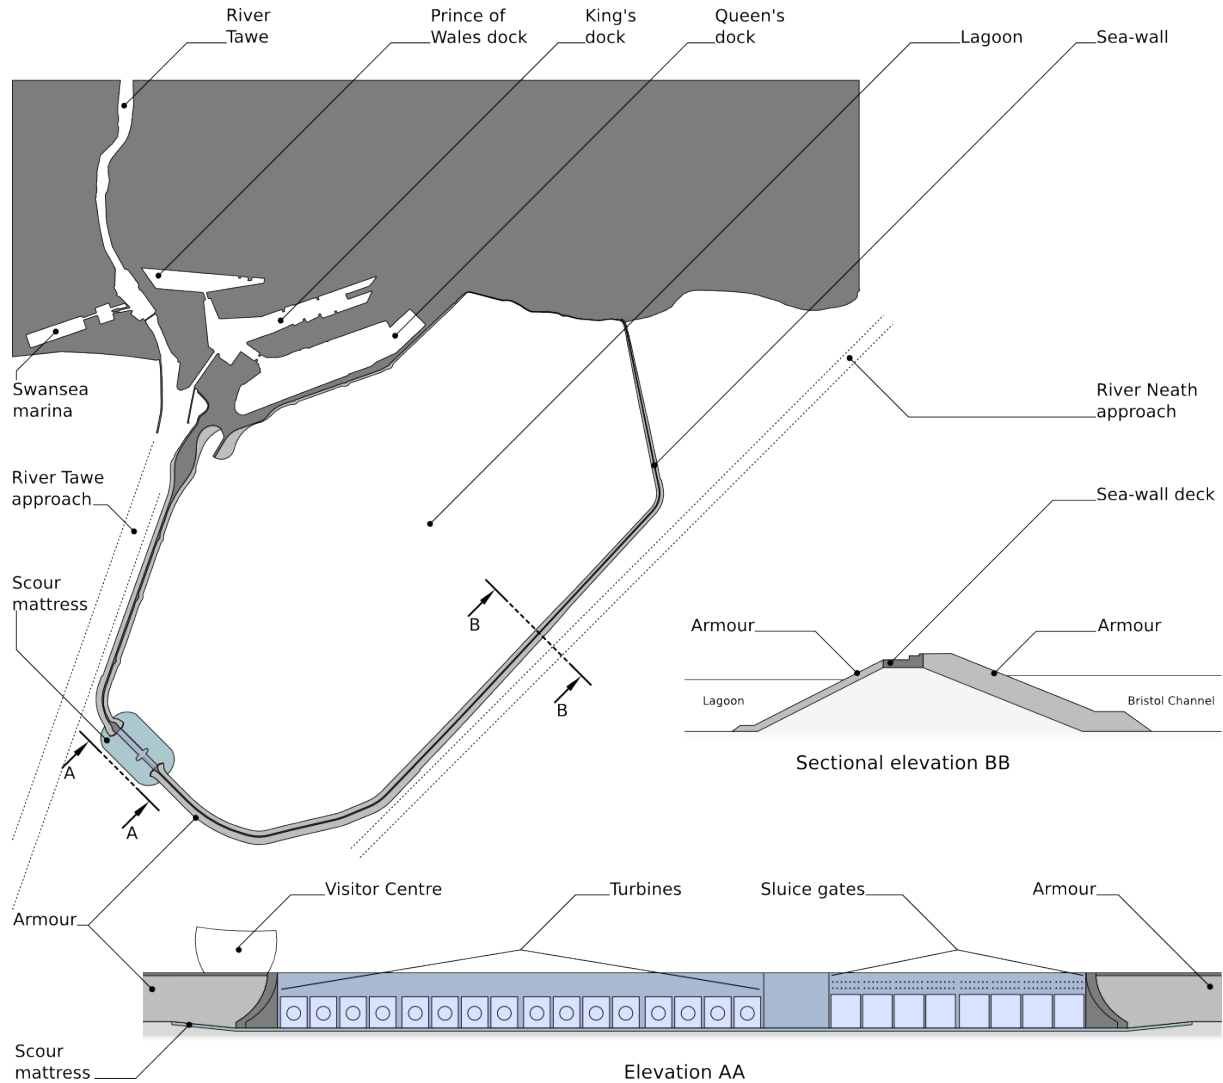 River
Tawe
Prince of
Wales dock
King's
dock
Queen's
dock
Lagoon
Sea-wall
Swansea
marina
River Neath
approach
River Tawe
approach
Sea-wall deck
Scour
mattress
B
B
Armour
Armour
Lagoon
Bristol Channel
Sectional elevation BB
A
A
Armour
Visitor Centre
Turbines
Sluice gates
Armour
Scour
mattress
Elevation AA